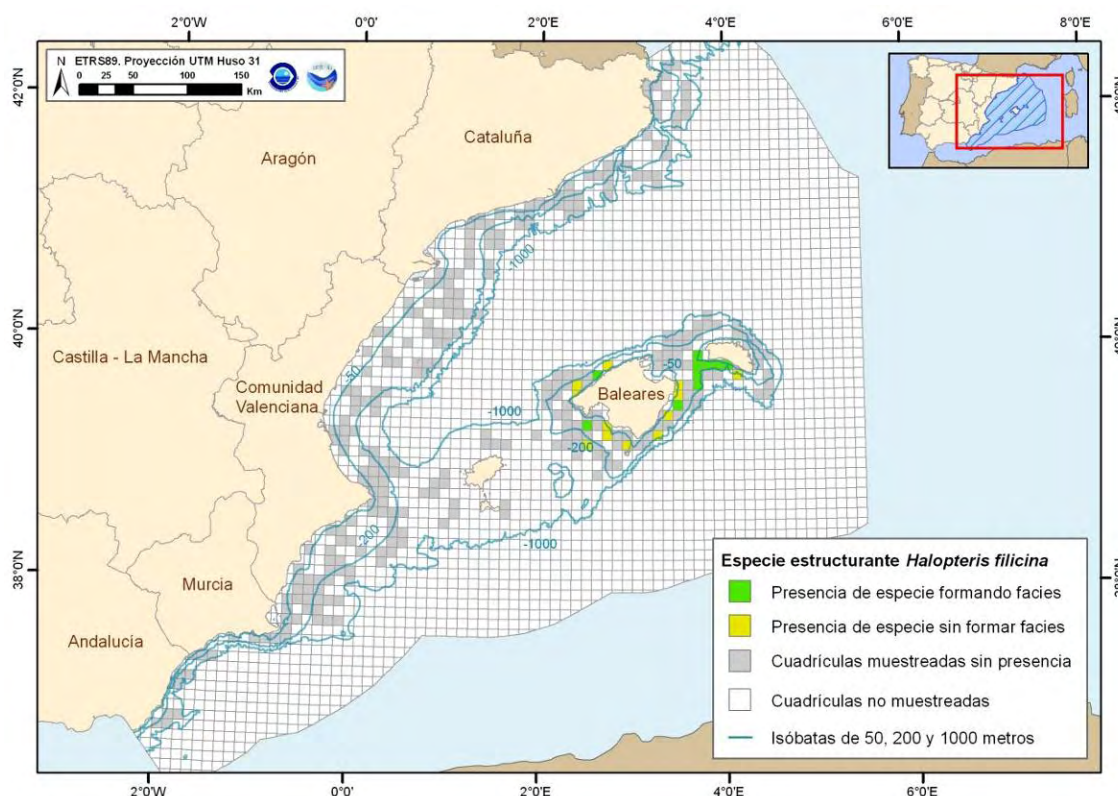 2°0'W 0°0' 2°0'E 4°0'E 6°0'E 8°0'E
N ETRS89. Proyección UTM Huso 31
0 25 50 100 150
Km
42°0'N
40°0'N
38°0'N
Cataluña
Aragón
Castilla - La Mancha
Comunidad
Valenciana
Baleares
Murcia
Andalucía
-1000
-50
-50
-1000
-200
-200
-1000
Especie estructurante Halopteris filicina
Presencia de especie formando facies
Presencia de especie sin formar facies
Cuadrículas muestreadas sin presencia
Cuadrículas no muestreadas
Isóbatas de 50, 200 y 1000 metros
2°0'W 0°0' 2°0'E 4°0'E 6°0'E